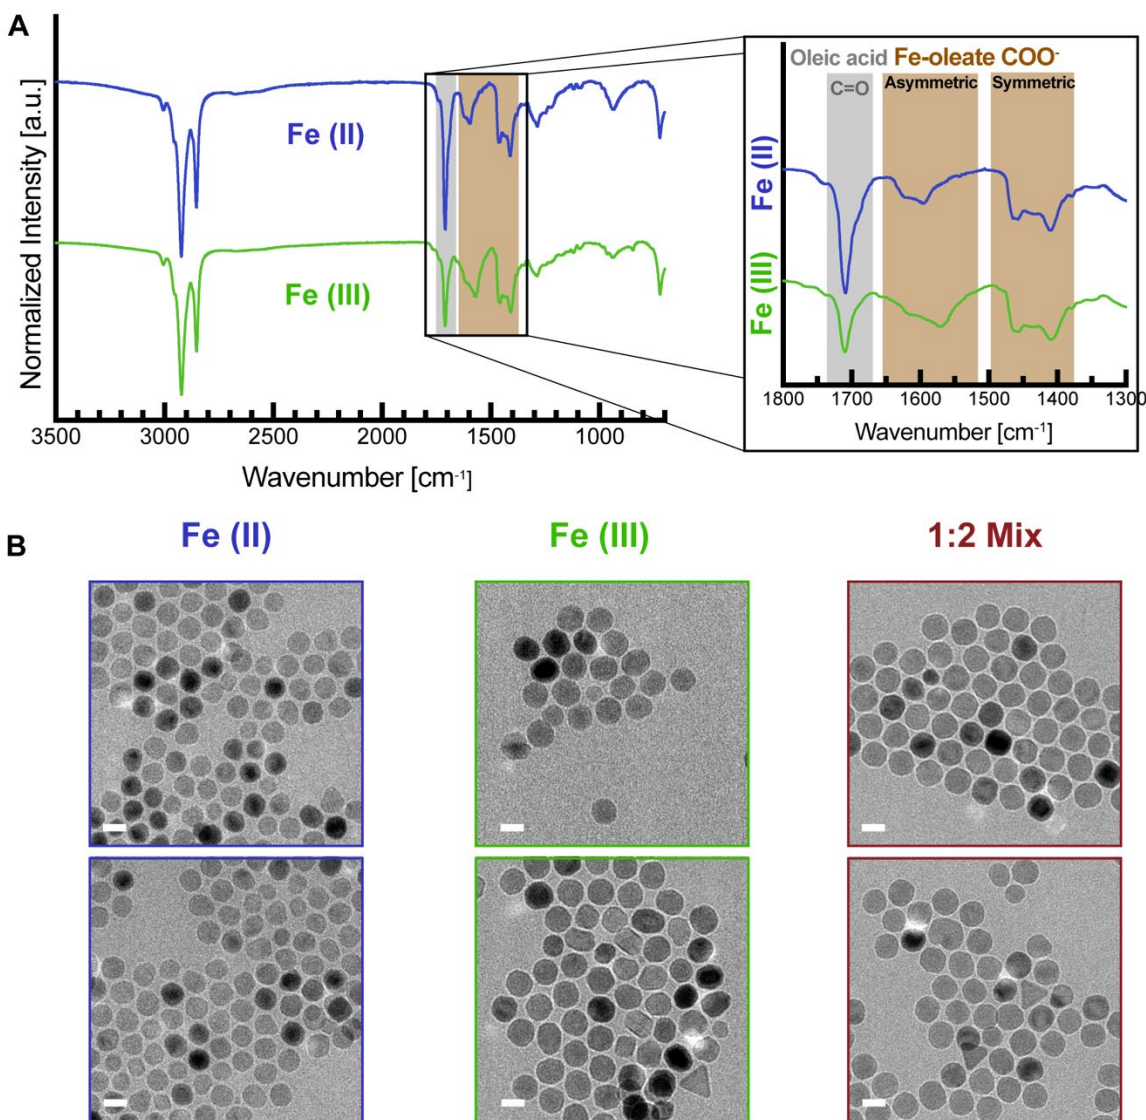 A
Normalized Intensity [a.u.]
Fe (II)
Fe (III)
3500 3000 2500 2000 1500 1000
Wavenumber [cm⁻¹]
Oleic acid Fe-oleate COO⁻
C=O Asymmetric Symmetric
Fe (II)
Fe (III)
1800 1700 1600 1500 1400 1300
Wavenumber [cm⁻¹]
B
Fe (II) Fe (III) 1:2 Mix